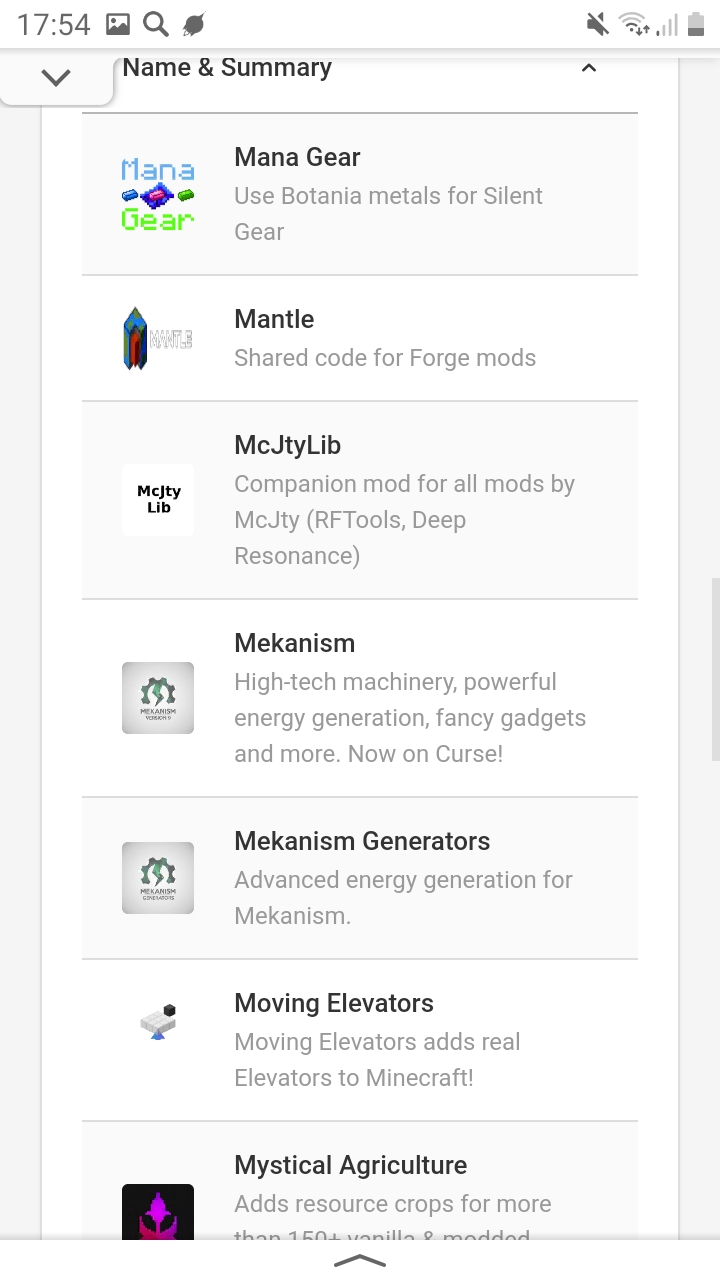 17:54
Name & Summary
Mana
Gear
Mana Gear
Use Botania metals for Silent
Gear
MANTLE
Mantle
Shared code for Forge mods
McJty
Lib
McJtyLib
Companion mod for all mods by
McJty (RFTools, Deep
Resonance)
MEKANISM
VERSION 9
Mekanism
High-tech machinery, powerful
energy generation, fancy gadgets
and more. Now on Curse!
MEKANISM
GENERATORS
Mekanism Generators
Advanced energy generation for
Mekanism.
Moving Elevators
Moving Elevators adds real
Elevators to Minecraft!
Mystical Agriculture
Adds resource crops for more
than 150+ vanilla & modded